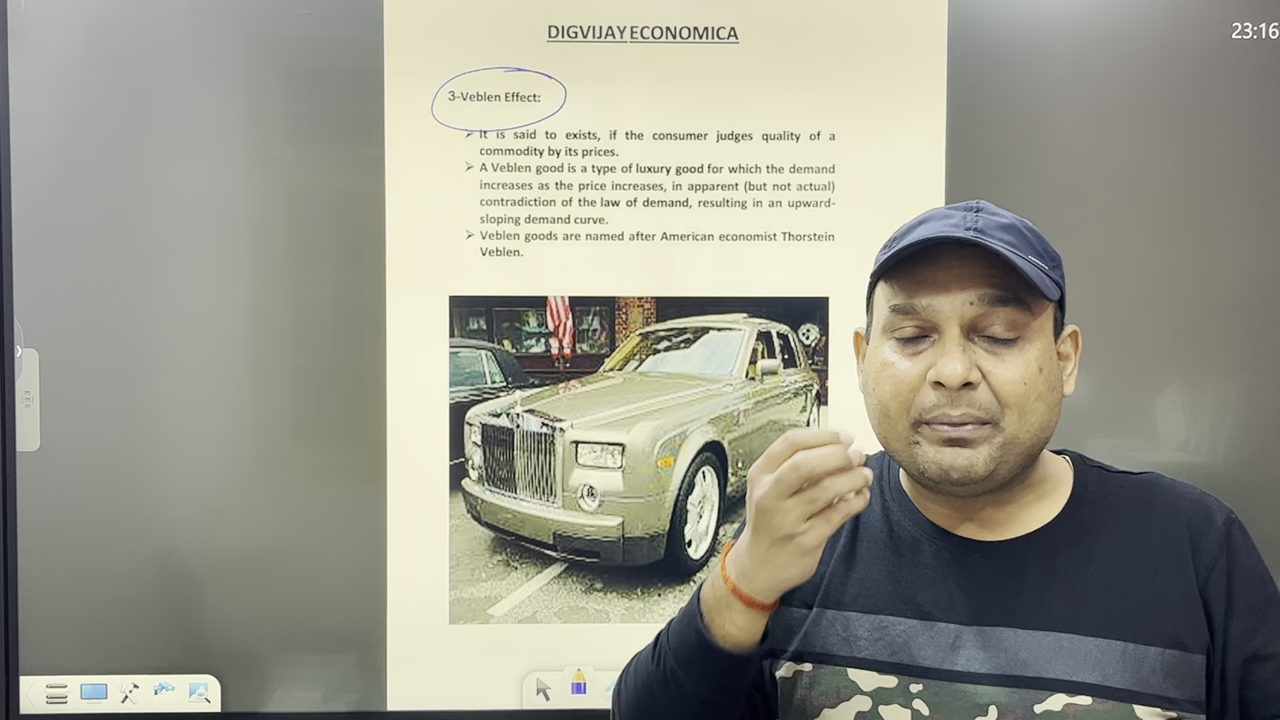 DIGVIJAY ECONOMICA
23:16
3-Veblen Effect:
➢ It is said to exists, if the consumer judges quality of a
commodity by its prices.
➢ A Veblen good is a type of luxury good for which the demand
increases as the price increases, in apparent (but not actual)
contradiction of the law of demand, resulting in an upward-
sloping demand curve.
➢ Veblen goods are named after American economist Thorstein
Veblen.